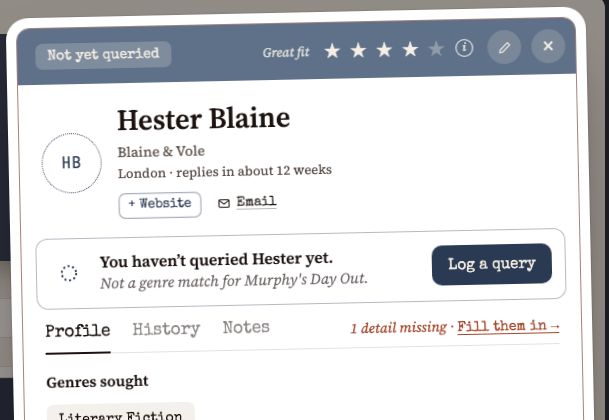 Not yet queried
Great fit ★ ★ ★ ★ ★ i
HB
Hester Blaine
Blaine & Vole
London · replies in about 12 weeks
+ Website
Email
You haven't queried Hester yet.
Not a genre match for Murphy's Day Out.
Log a query
Profile History Notes
1 detail missing · Fill them in →
Genres sought
Literary Fiction